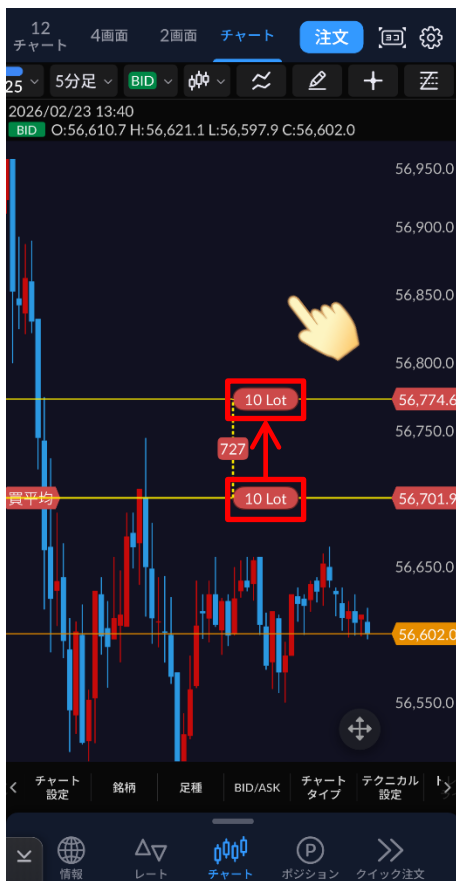 12
チャート
4画面
2画面
チャート
注文
25
5分足
BID
2026/02/23 13:40
BID O:56,610.7 H:56,621.1 L:56,597.9 C:56,602.0
56,950.0
56,900.0
56,850.0
56,800.0
10 Lot
56,774.6
56,750.0
727
買平均
10 Lot
56,701.9
56,650.0
56,602.0
56,550.0
チャート
設定
銘柄
足種
BID/ASK
チャート
タイプ
テクニカル
設定
ト
情報
レート
チャート
P
ポジション
クイック注文